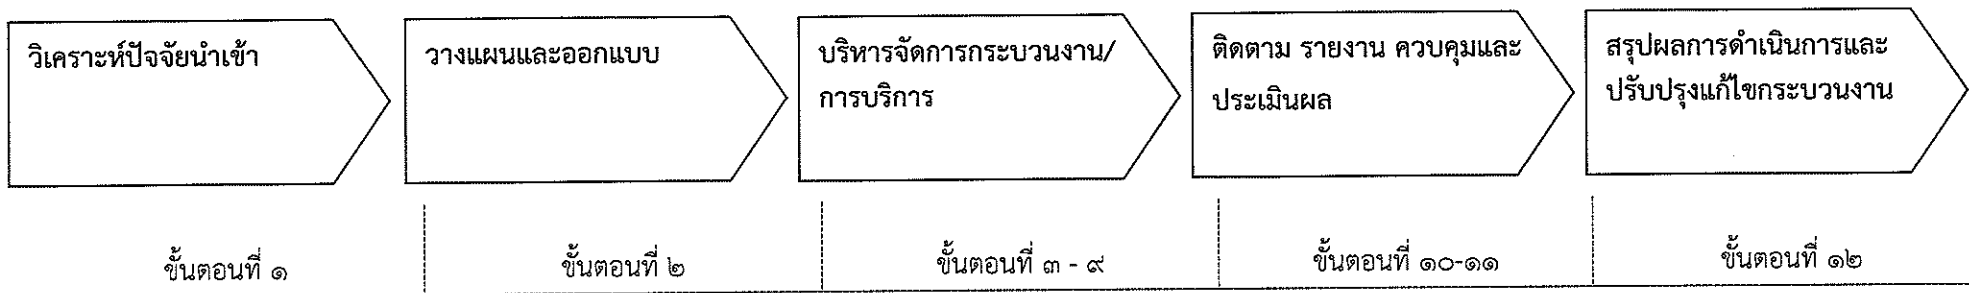 วิเคราะห์ปัจจัยนำเข้า
วางแผนและออกแบบ
บริหารจัดการกระบวนงาน/
การบริการ
ติดตาม รายงาน ควบคุมและ
ประเมินผล
สรุปผลการดำเนินการและ
ปรับปรุงแก้ไขกระบวนงาน
ขั้นตอนที่ ๑
ขั้นตอนที่ ๒
ขั้นตอนที่ ๓ - ๙
ขั้นตอนที่ ๑๐-๑๑
ขั้นตอนที่ ๑๒